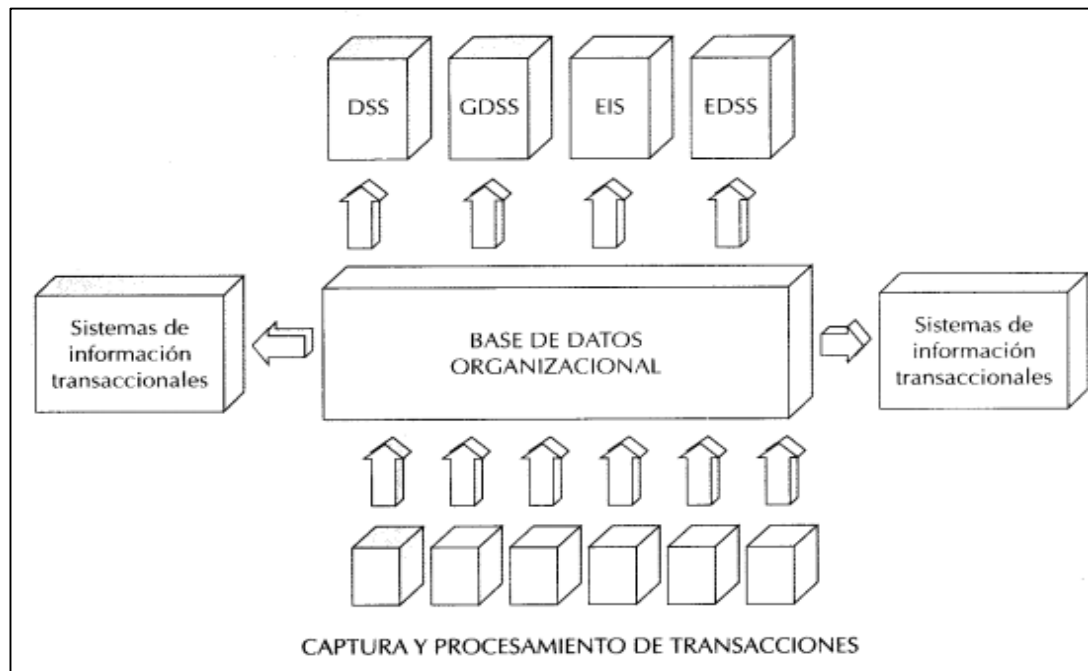 DSS
GDSS
EIS
EDSS
Sistemas de
información
transaccionales
BASE DE DATOS
ORGANIZACIONAL
Sistemas de
información
transaccionales
CAPTURA Y PROCESAMIENTO DE TRANSACCIONES